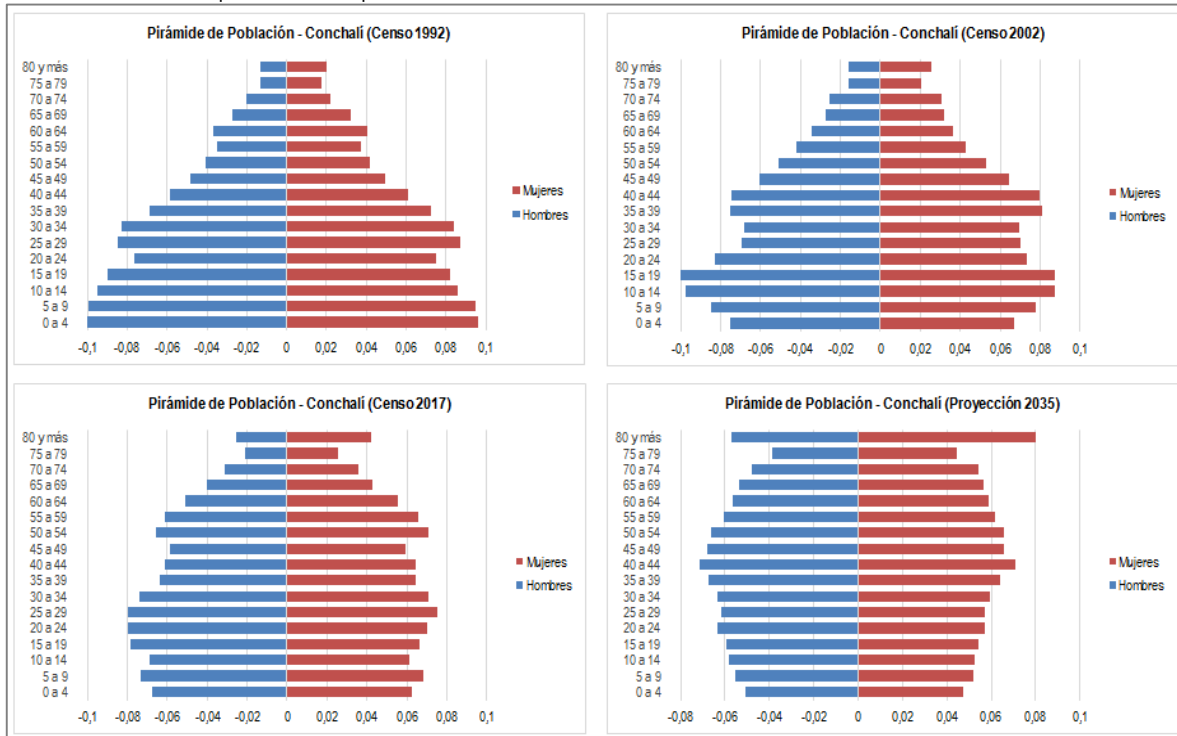 Pirámide de Población - Conchalí (Censo 1992)
80 y más
75 a 79
70 a 74
65 a 69
60 a 64
55 a 59
50 a 54
45 a 49
40 a 44
35 a 39
30 a 34
25 a 29
20 a 24
15 a 19
10 a 14
5 a 9
0 a 4
-0,1 -0,08 -0,06 -0,04 -0,02 0 0,02 0,04 0,06 0,08 0,1
Mujeres
Hombres
Pirámide de Población - Conchalí (Censo 2002)
80 y más
75 a 79
70 a 74
65 a 69
60 a 64
55 a 59
50 a 54
45 a 49
40 a 44
35 a 39
30 a 34
25 a 29
20 a 24
15 a 19
10 a 14
5 a 9
0 a 4
-0,1 -0,08 -0,06 -0,04 -0,02 0 0,02 0,04 0,06 0,08 0,1
Mujeres
Hombres
Pirámide de Población - Conchalí (Censo 2017)
80 y más
75 a 79
70 a 74
65 a 69
60 a 64
55 a 59
50 a 54
45 a 49
40 a 44
35 a 39
30 a 34
25 a 29
20 a 24
15 a 19
10 a 14
5 a 9
0 a 4
-0,1 -0,08 -0,06 -0,04 -0,02 0 0,02 0,04 0,06 0,08 0,1
Mujeres
Hombres
Pirámide de Población - Conchalí (Proyección 2035)
80 y más
75 a 79
70 a 74
65 a 69
60 a 64
55 a 59
50 a 54
45 a 49
40 a 44
35 a 39
30 a 34
25 a 29
20 a 24
15 a 19
10 a 14
5 a 9
0 a 4
-0,08 -0,06 -0,04 -0,02 0 0,02 0,04 0,06 0,08 0,1
Mujeres
Hombres